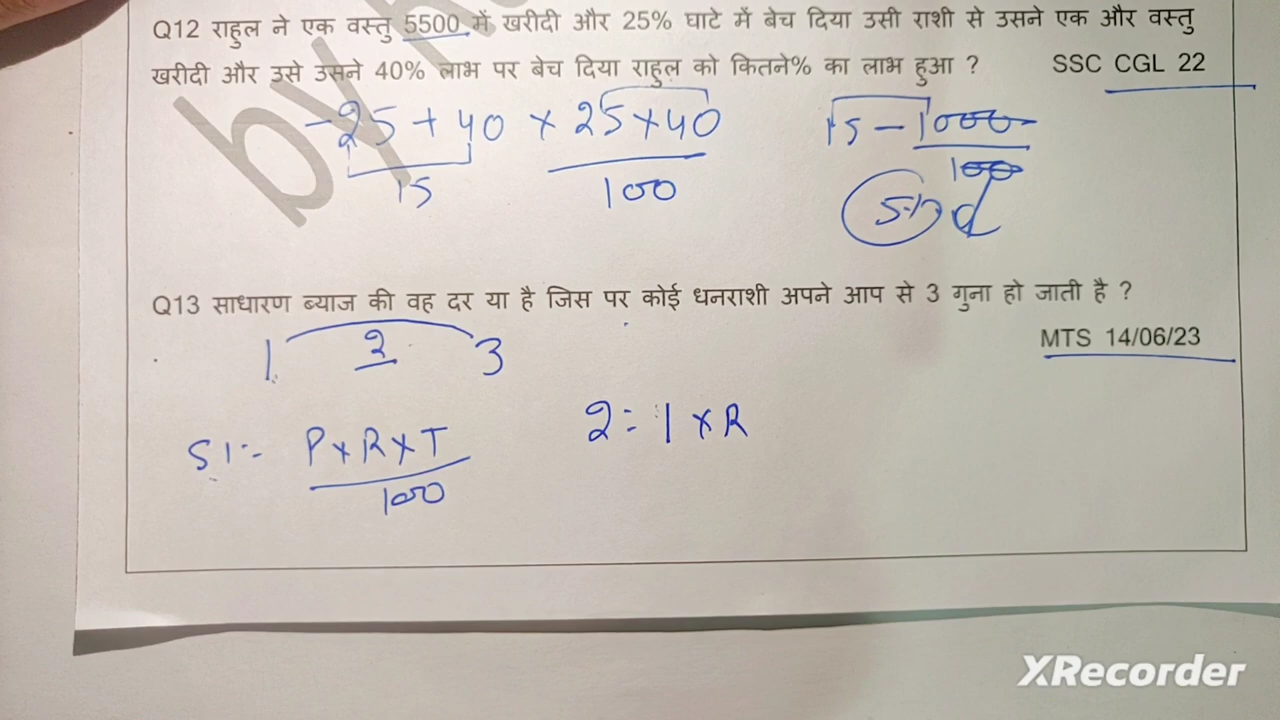 Q12 राहुल ने एक वस्तु 5500 में खरीदी और 25% घाटे में बेच दिया उसी राशी से उसने एक और वस्तु
खरीदी और उसे उसने 40% लाभ पर बेच दिया राहुल को कितने% का लाभ हुआ ? SSC CGL 22
by
-25 + 40 × 25×40 15 - 1000
15 100 100
5%
Q13 साधारण ब्याज की वह दर या है जिस पर कोई धनराशी अपने आप से 3 गुना हो जाती है ?
MTS 14/06/23
1 2 3
SI = P×R×T 2 = 1×R
100
XRecorder